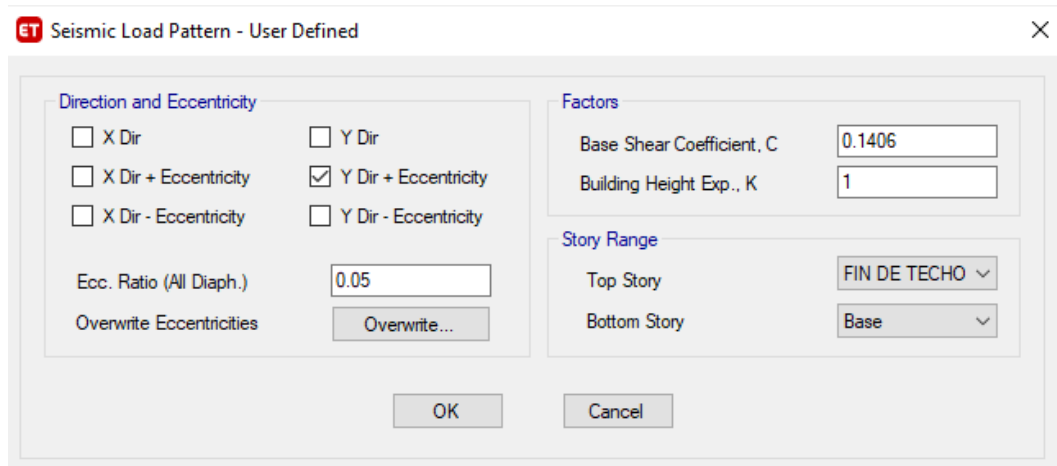 ET Seismic Load Pattern - User Defined
Direction and Eccentricity
X Dir
Y Dir
X Dir + Eccentricity
Y Dir + Eccentricity
X Dir - Eccentricity
Y Dir - Eccentricity
Ecc. Ratio (All Diaph.) 0.05
Overwrite Eccentricities Overwrite...
Factors
Base Shear Coefficient, C 0.1406
Building Height Exp., K 1
Story Range
Top Story FIN DE TECHO
Bottom Story Base
OK
Cancel